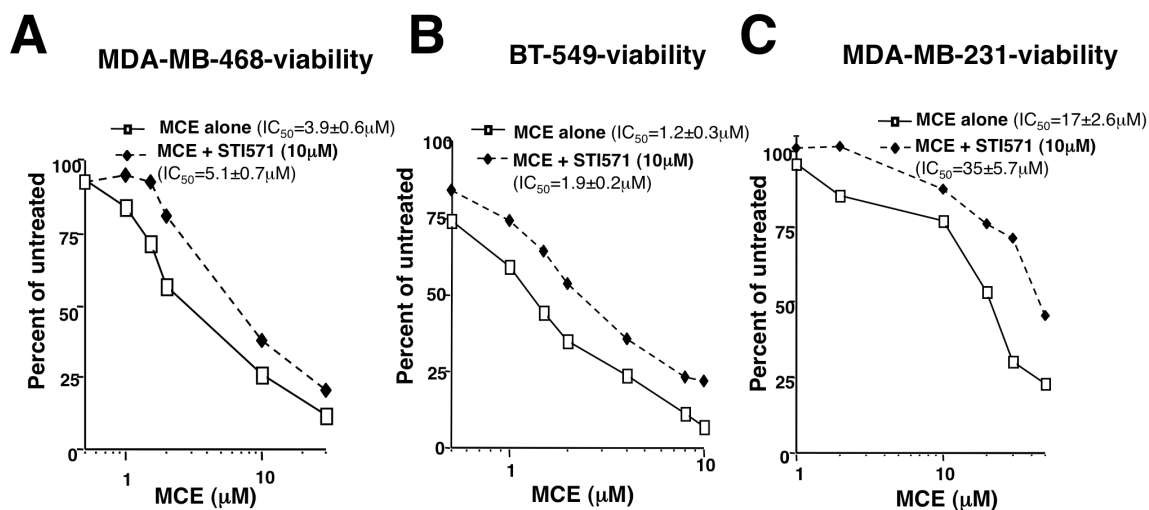 A
MDA-MB-468-viability
MCE alone (IC50=3.9±0.6μM)
MCE + STI571 (10μM)
(IC50=5.1±0.7μM)
100
75
50
25
0
Percent of untreated
1
10
MCE (μM)
B
BT-549-viability
MCE alone (IC50=1.2±0.3μM)
MCE + STI571 (10μM)
(IC50=1.9±0.2μM)
100
75
50
25
0
Percent of untreated
1
10
MCE (μM)
C
MDA-MB-231-viability
MCE alone (IC50=17±2.6μM)
MCE + STI571 (10μM)
(IC50=35±5.7μM)
100
75
50
25
0
Percent of untreated
1
10
MCE (μM)